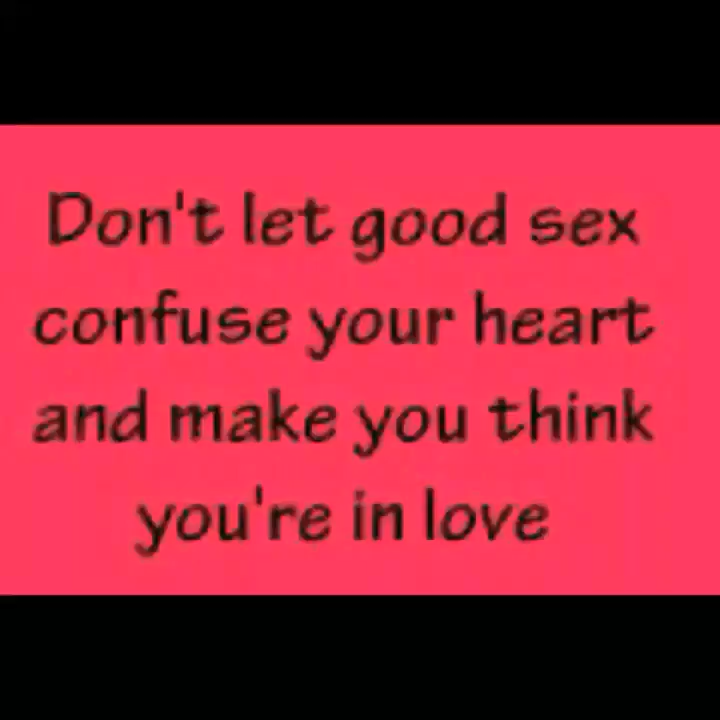 Don't let good sex
confuse your heart
and make you think
you're in love